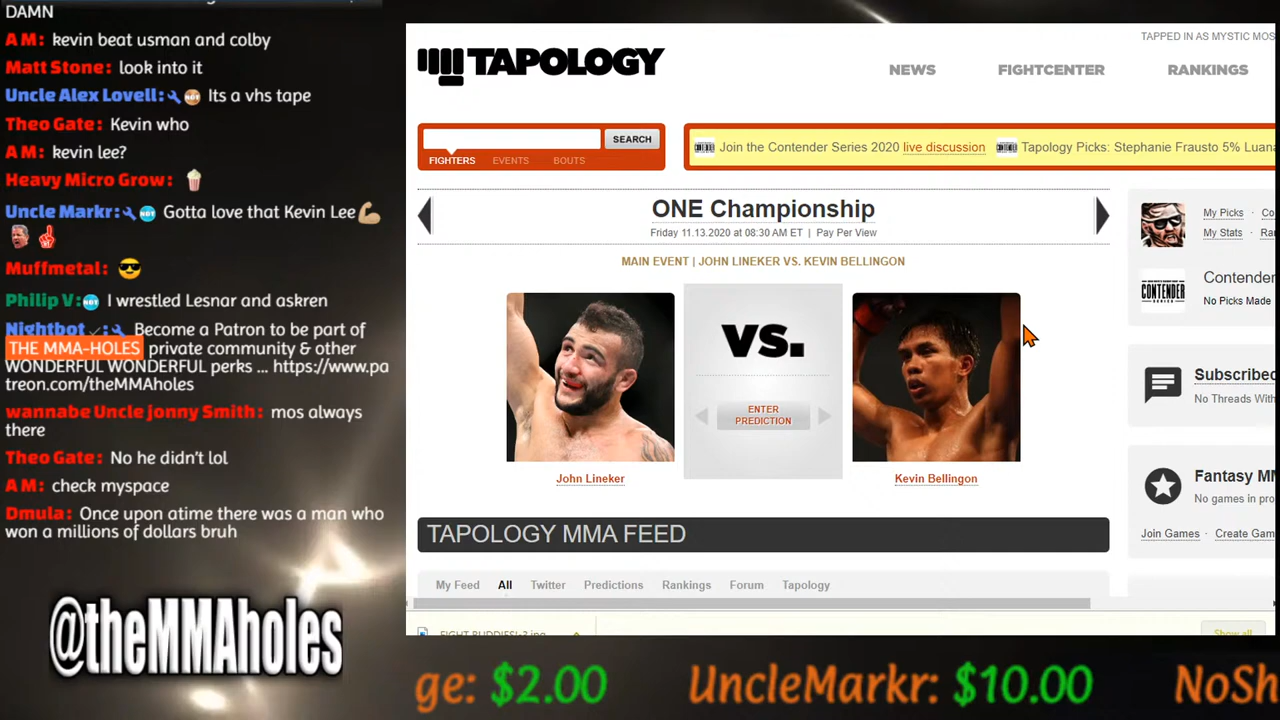 DAMN
A M: kevin beat usman and colby
Matt Stone: look into it
Uncle Alex Lovell: Its a vhs tape
Theo Gate: Kevin who
A M: kevin lee?
Heavy Micro Grow:
Uncle Markr: Gotta love that Kevin Lee
Muffmetal:
Philip V: I wrestled Lesnar and askren
Nightbot: Become a Patron to be part of
THE MMA-HOLES private community & other
WONDERFUL WONDERFUL perks ... https://www.pa
treon.com/theMMAholes
wannabe Uncle Jonny Smith: mos always
there
Theo Gate: No he didn't lol
A M: check myspace
Dmula: Once upon atime there was a man who
won a millions of dollars bruh
@theMMAholes
TAPPED IN AS MYSTIC MOS
TAPOLOGY
NEWS FIGHTCENTER RANKINGS
SEARCH
FIGHTERS EVENTS BOUTS
Join the Contender Series 2020 live discussion Tapology Picks: Stephanie Frausto 5% Luana
ONE Championship
Friday 11.13.2020 at 08:30 AM ET | Pay Per View
MAIN EVENT | JOHN LINEKER VS. KEVIN BELLINGON
VS.
ENTER
PREDICTION
John Lineker
Kevin Bellingon
My Picks · Co
My Stats · Ra
CONTENDER
SERIES
Contender
No Picks Made
Subscribed
No Threads With
Fantasy MM
No games in pro
Join Games · Create Gam
TAPOLOGY MMA FEED
My Feed All Twitter Predictions Rankings Forum Tapology
Show all
ge: $2.00 UncleMarkr: $10.00 NoSh